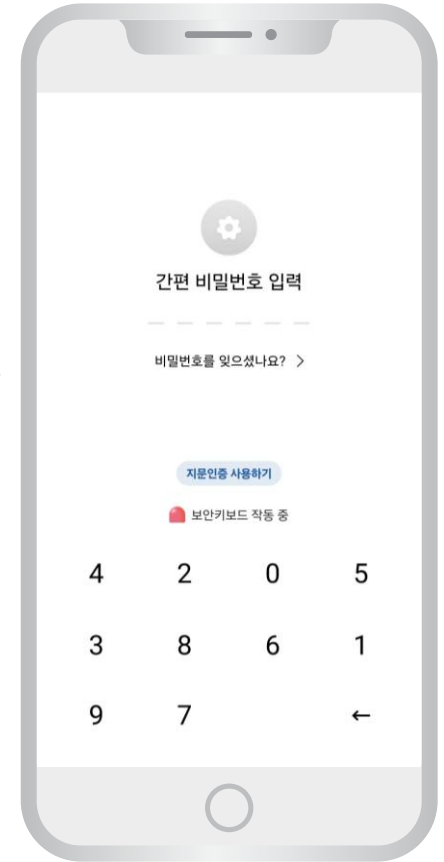 간편 비밀번호 입력
비밀번호를 잊으셨나요? >
지문인증 사용하기
보안키보드 작동 중
4 2 0 5
3 8 6 1
9 7 ←